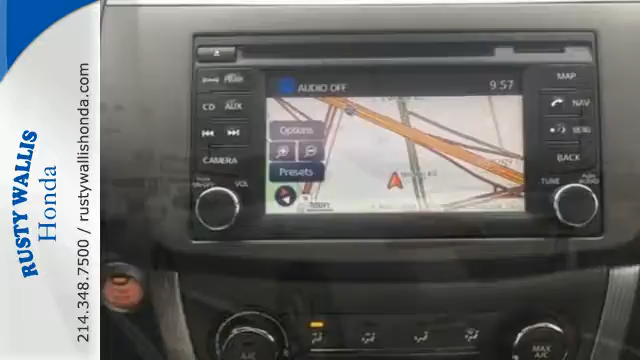 RUSTY WALLIS
Honda
214.348.7500 / rustywallishonda.com
AUDIO OFF
9:57
CD
AUX
CAMERA
VOL
Options
Presets
MAP
NAV
BACK
TUNE
A/C
MAX
A/C